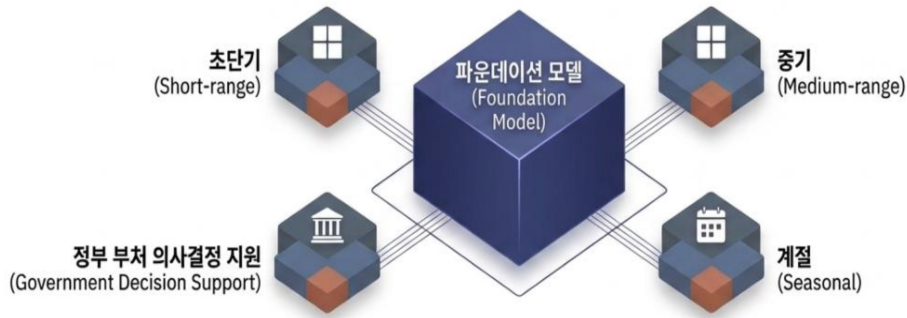 초단기
(Short-range)
파운데이션 모델
(Foundation
Model)
중기
(Medium-range)
정부 부처 의사결정 지원
(Government Decision Support)
계절
(Seasonal)